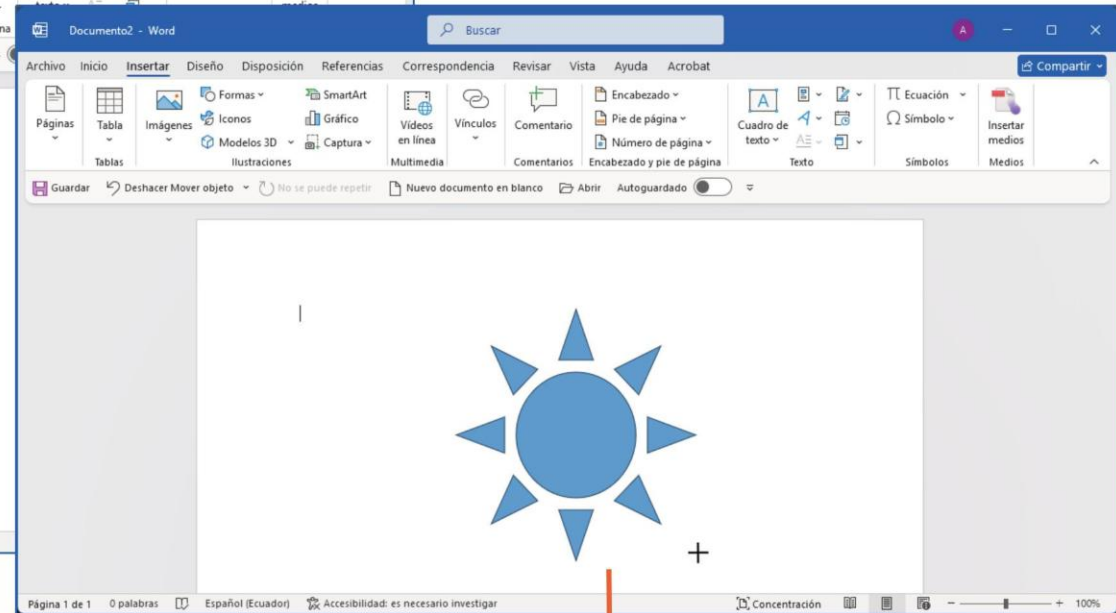 Documento2 - Word
Buscar
A
Archivo Inicio Insertar Diseño Disposición Referencias Correspondencia Revisar Vista Ayuda Acrobat
Compartir
Páginas
Tabla
Tablas
Imágenes
Formas
Iconos
Modelos 3D
SmartArt
Gráfico
Captura
Ilustraciones
Vídeos
en línea
Multimedia
Vínculos
Comentario
Comentarios
Encabezado
Pie de página
Número de página
Encabezado y pie de página
Cuadro de
texto
Texto
Ecuación
Símbolo
Símbolos
Insertar
medios
Medios
Guardar Deshacer Mover objeto No se puede repetir Nuevo documento en blanco Abrir Autoguardado
Página 1 de 1 0 palabras Español (Ecuador) Accesibilidad: es necesario investigar Concentración 100%